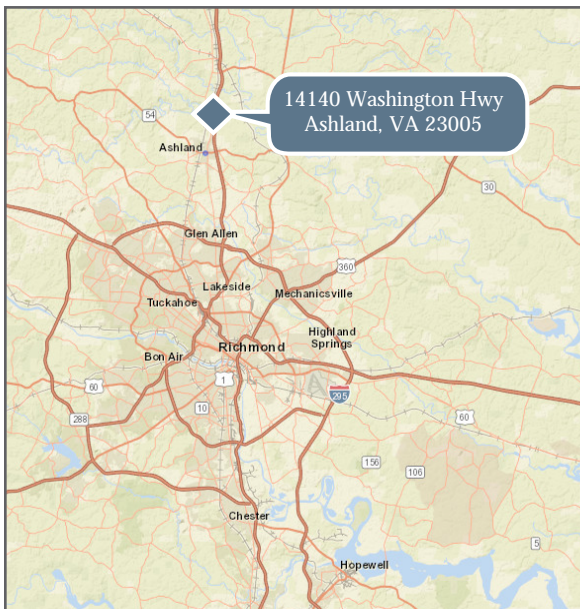 14140 Washington Hwy
Ashland, VA 23005
54
Ashland
30
Glen Allen
360
Lakeside
Mechanicsville
Tuckahoe
Highland
Springs
Richmond
Bon Air
1
60
295
10
288
60
156
106
Chester
5
Hopewell